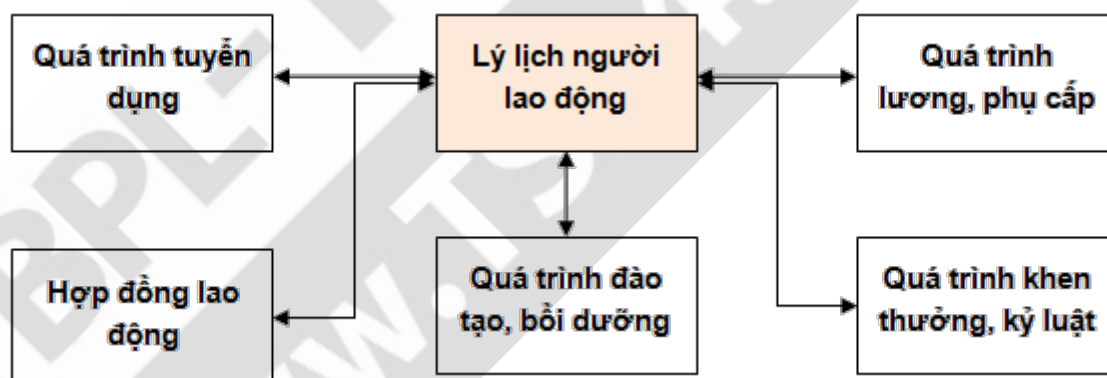 Quá trình tuyển
dụng
Lý lịch người
lao động
Quá trình
lương, phụ cấp
Hợp đồng lao
động
Quá trình đào
tạo, bồi dưỡng
Quá trình khen
thưởng, kỷ luật